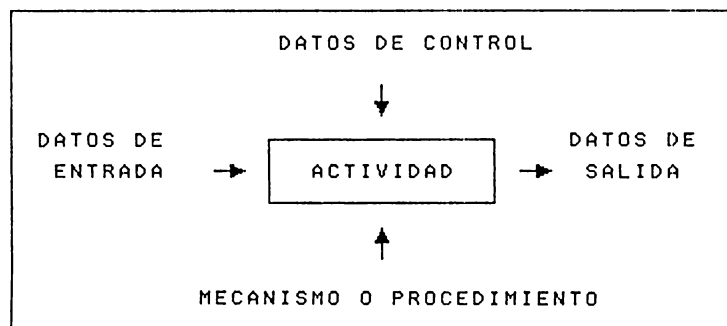 DATOS DE CONTROL
DATOS DE
ENTRADA
ACTIVIDAD
DATOS DE
SALIDA
MECANISMO O PROCEDIMIENTO